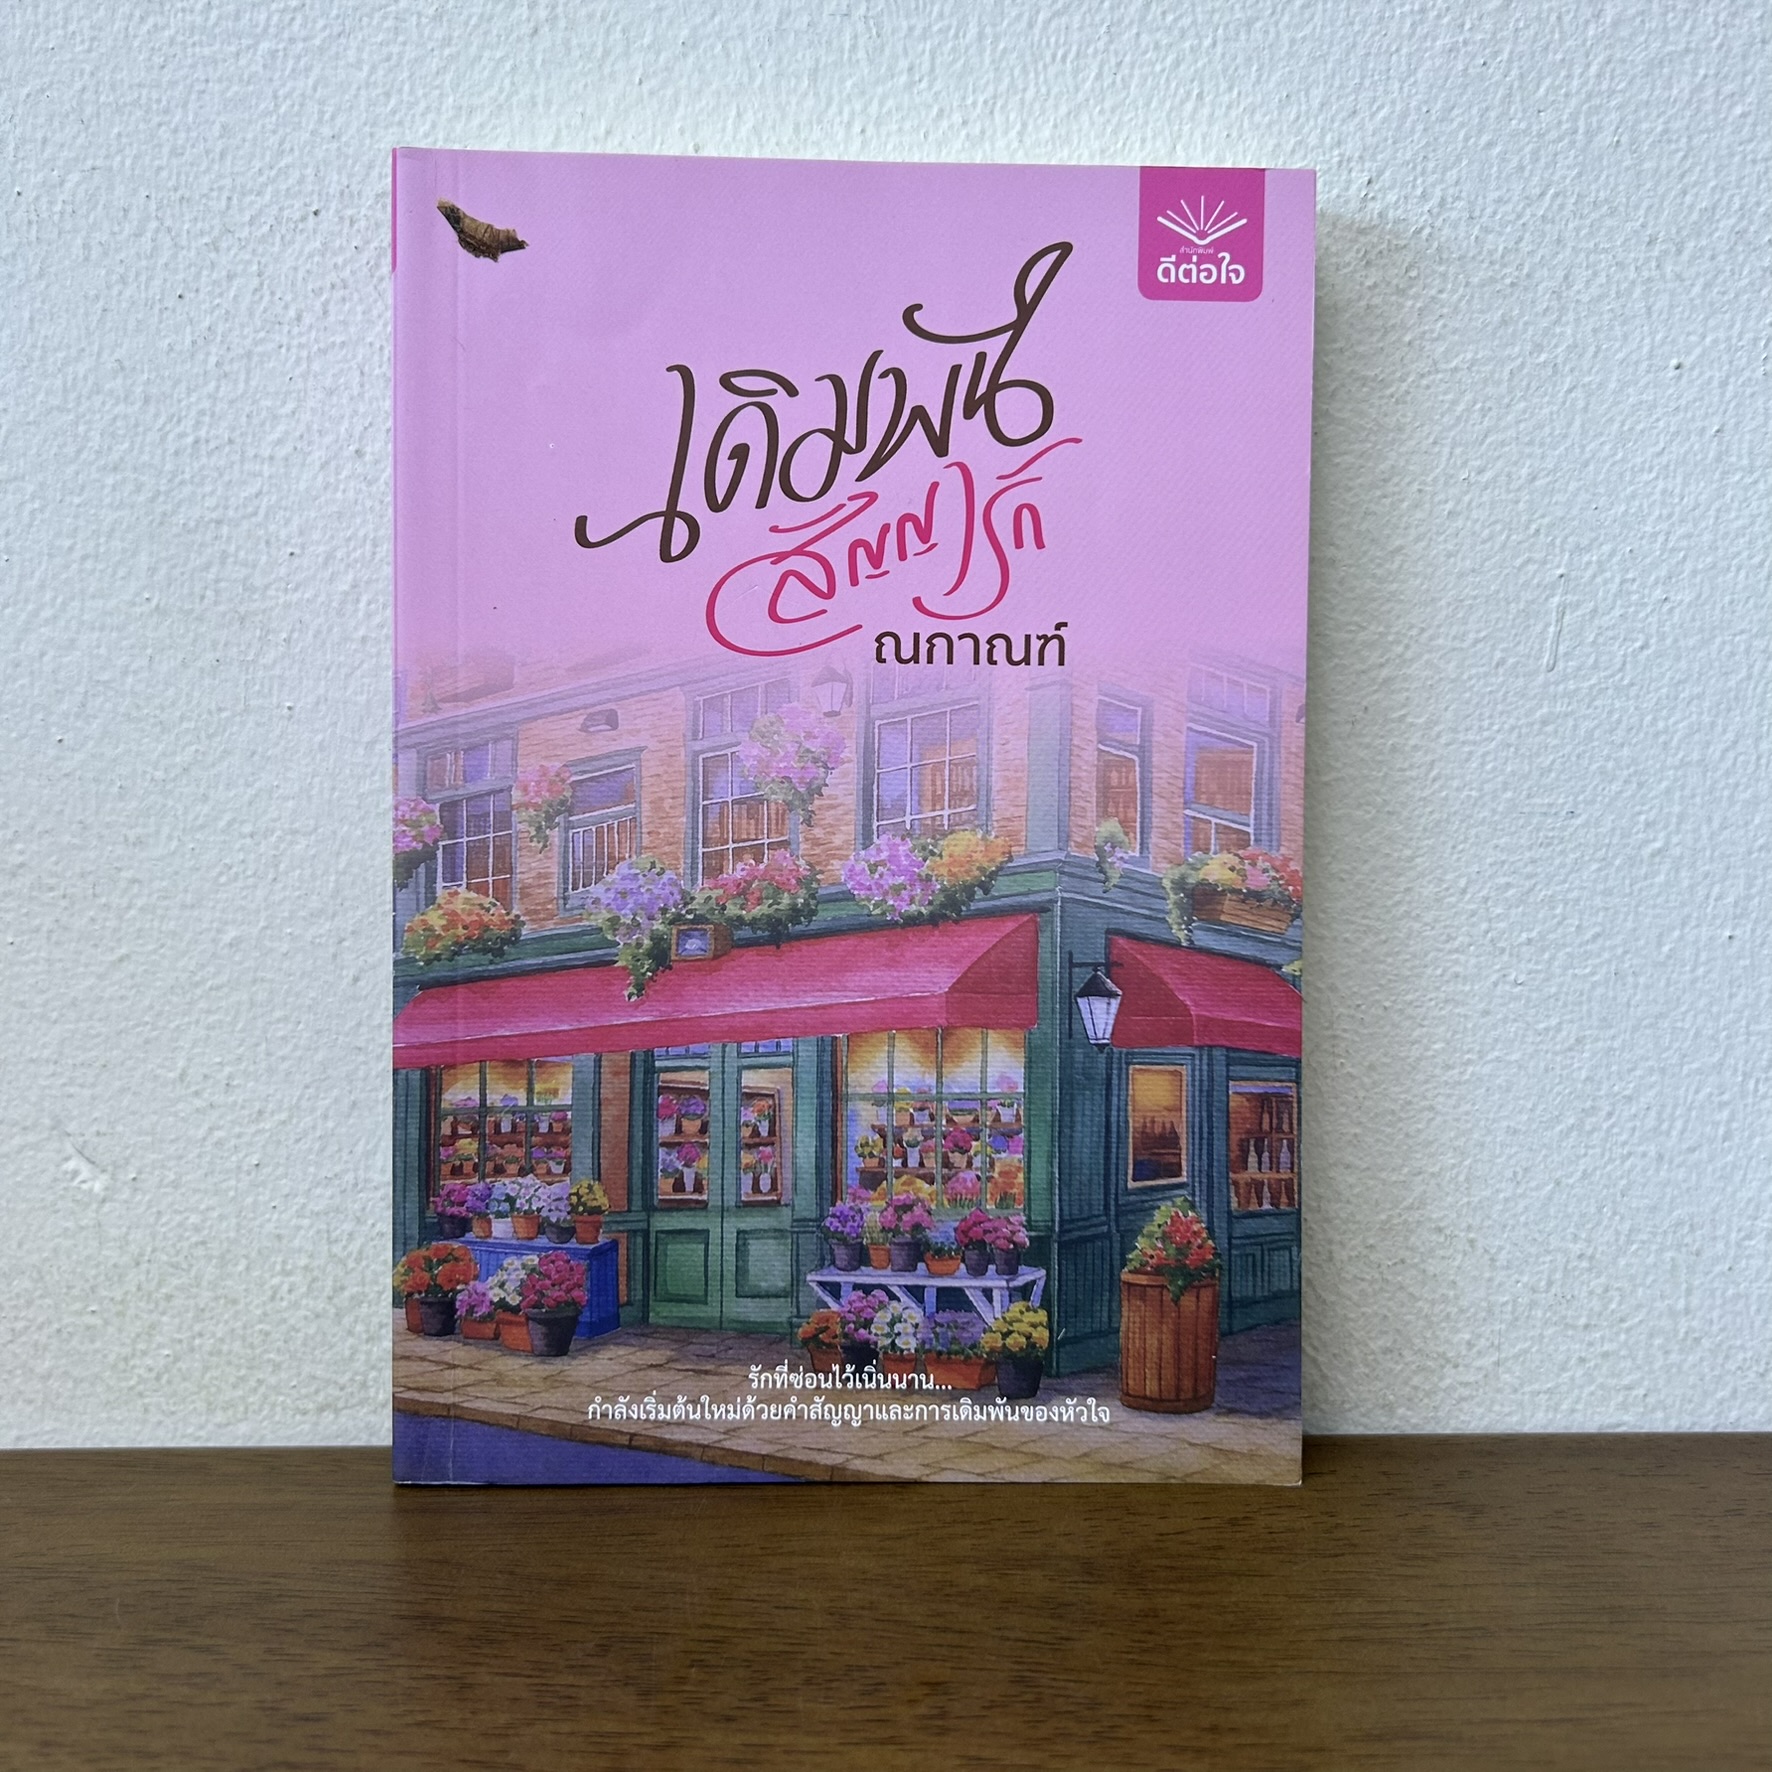 สำนักพิมพ์
ดีต่อใจ
เดิมพัน
สัญญารัก
ณกาณฑ์
รักที่ซ่อนไว้เนิ่นนาน...
กำลังเริ่มต้นใหม่ด้วยคำสัญญาและการเดิมพันของหัวใจ